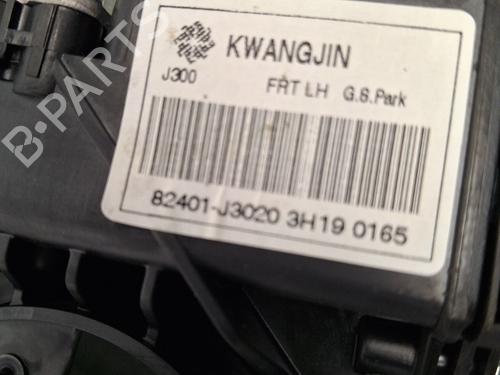 KWANGJIN
J300 FRT LH G.S.Park
82401-J3020 3H19 0165
B-PARTS